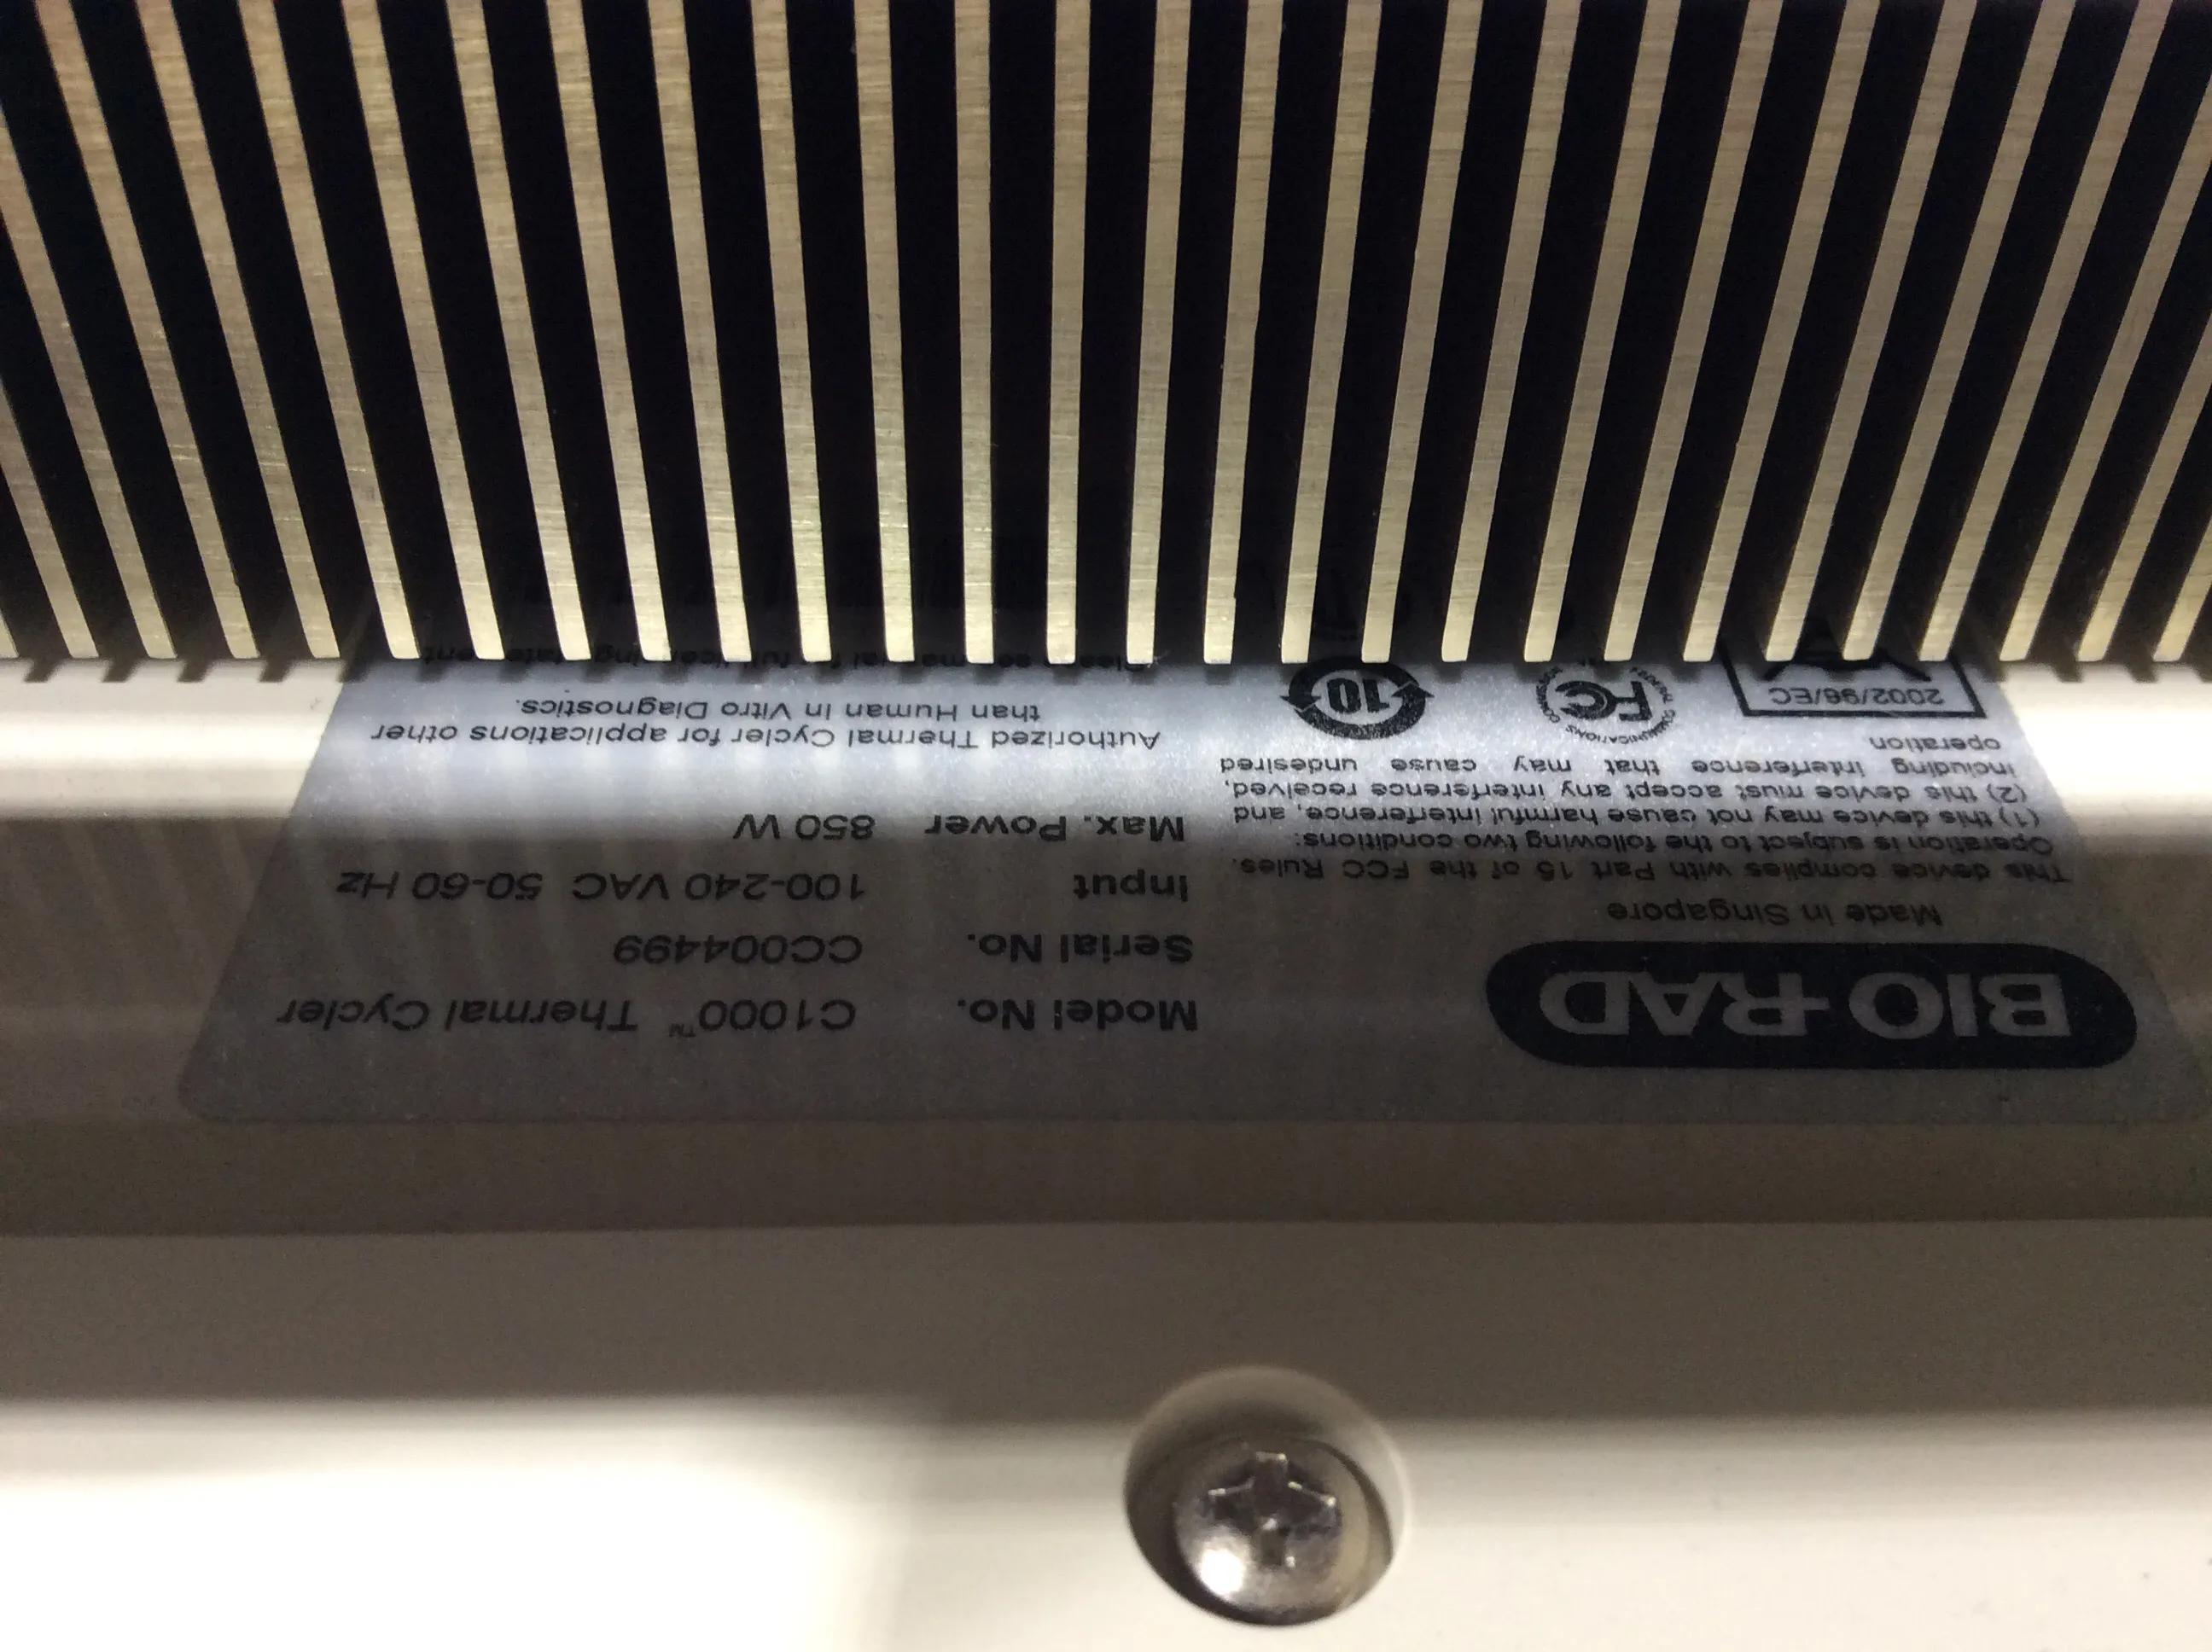 BIO-RAD
Made in Singapore
This device complies with Part 15 of the FCC Rules.
Operation is subject to the following two conditions:
(1) this device may not cause harmful interference, and
(2) this device must accept any interference received,
including interference that may cause undesired
operation
2002/96/EC
FC
10
Model No. C1000™ Thermal Cycler
Serial No. CC004499
Input 100-240 VAC 50-60 Hz
Max. Power 850 W
Authorized Thermal Cycler for applications other
than Human In Vitro Diagnostics.